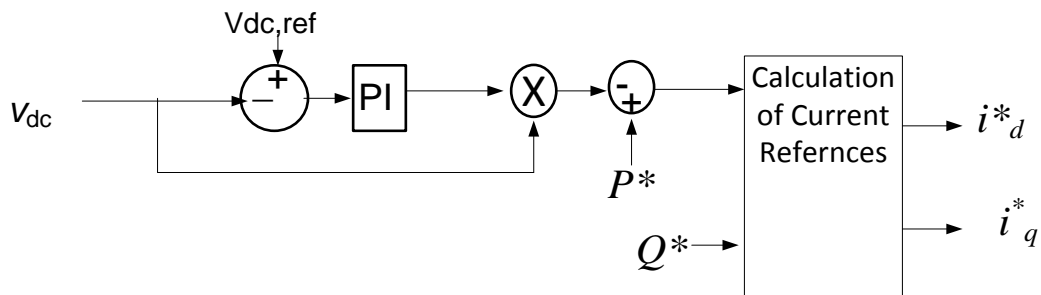 Vdc,ref
+
−
vdc
PI
X
-
+
P*
Q*
Calculation
of Current
Refernces
i*d
i*q